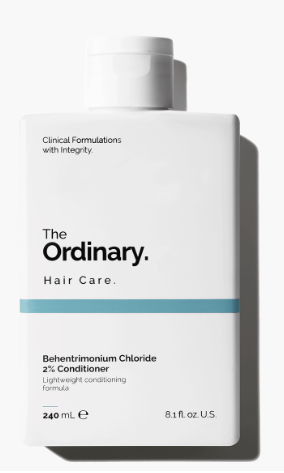 Clinical Formulations
with Integrity.
The
Ordinary.
Hair Care.
Behentrimonium Chloride
2% Conditioner
Lightweight conditioning
formula
240 mL ℮
8.1 fl. oz. U.S.